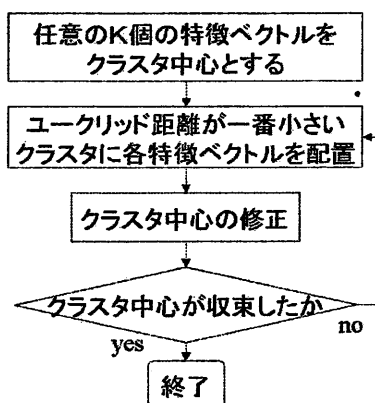 任意のK個の特徴ベクトルを
クラスタ中心とする
ユークリッド距離が一番小さい
クラスタに各特徴ベクトルを配置
クラスタ中心の修正
クラスタ中心が収束したか
no
yes
終了